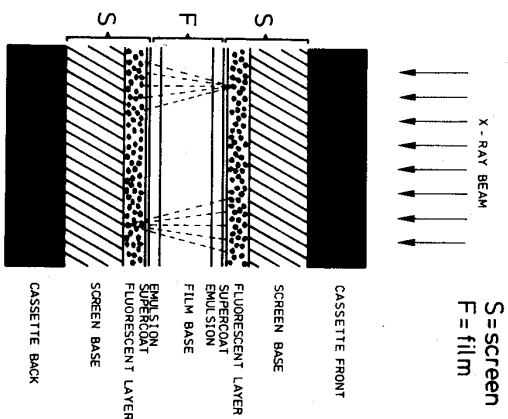 S=screen
F=film
X-RAY BEAM
CASSETTE FRONT
S
SCREEN BASE
FLUORESCENT LAYER
SUPERCOAT
EMULSION
F
FILM BASE
EMULSION
SUPERCOAT
FLUORESCENT LAYER
S
SCREEN BASE
CASSETTE BACK